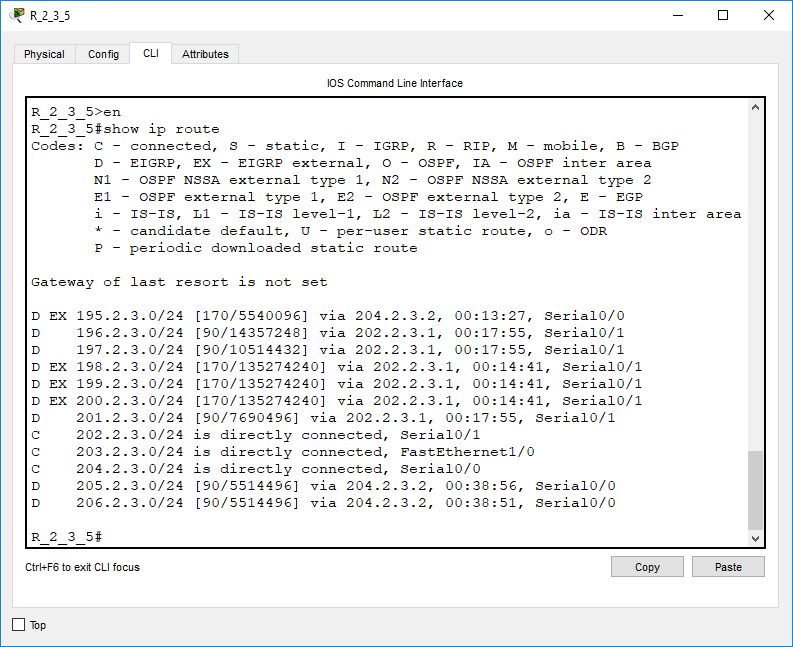 R_2_3_5
Physical Config CLI Attributes
IOS Command Line Interface
R_2_3_5>en
R_2_3_5#show ip route
Codes: C - connected, S - static, I - IGRP, R - RIP, M - mobile, B - BGP
       D - EIGRP, EX - EIGRP external, O - OSPF, IA - OSPF inter area
       N1 - OSPF NSSA external type 1, N2 - OSPF NSSA external type 2
       E1 - OSPF external type 1, E2 - OSPF external type 2, E - EGP
       i - IS-IS, L1 - IS-IS level-1, L2 - IS-IS level-2, ia - IS-IS inter area
       * - candidate default, U - per-user static route, o - ODR
       P - periodic downloaded static route
Gateway of last resort is not set
D EX 195.2.3.0/24 [170/5540096] via 204.2.3.2, 00:13:27, Serial0/0
D    196.2.3.0/24 [90/14357248] via 202.2.3.1, 00:17:55, Serial0/1
D    197.2.3.0/24 [90/10514432] via 202.2.3.1, 00:17:55, Serial0/1
D EX 198.2.3.0/24 [170/135274240] via 202.2.3.1, 00:14:41, Serial0/1
D EX 199.2.3.0/24 [170/135274240] via 202.2.3.1, 00:14:41, Serial0/1
D EX 200.2.3.0/24 [170/135274240] via 202.2.3.1, 00:14:41, Serial0/1
D    201.2.3.0/24 [90/7690496] via 202.2.3.1, 00:17:55, Serial0/1
C    202.2.3.0/24 is directly connected, Serial0/1
C    203.2.3.0/24 is directly connected, FastEthernet1/0
C    204.2.3.0/24 is directly connected, Serial0/0
D    205.2.3.0/24 [90/5514496] via 204.2.3.2, 00:38:56, Serial0/0
D    206.2.3.0/24 [90/5514496] via 204.2.3.2, 00:38:51, Serial0/0
R_2_3_5#
Ctrl+F6 to exit CLI focus
Copy Paste
Top